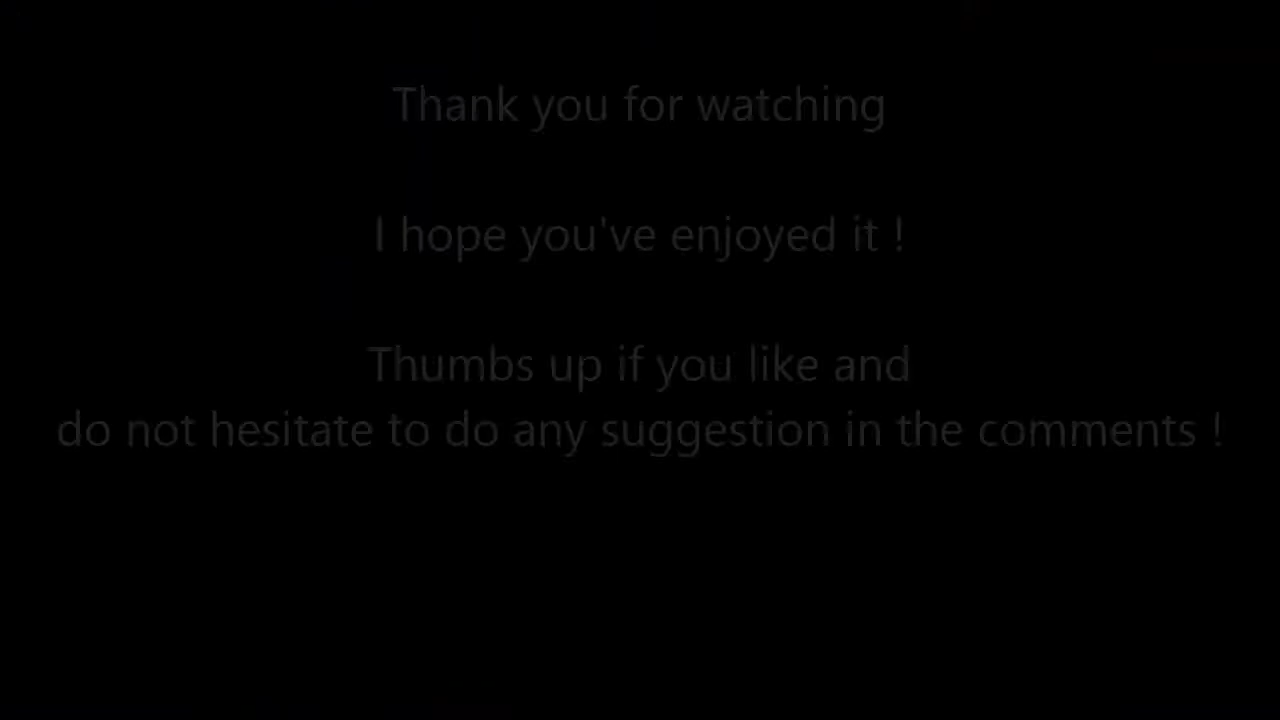 Thank you for watching
I hope you've enjoyed it !
Thumbs up if you like and
do not hesitate to do any suggestion in the comments !